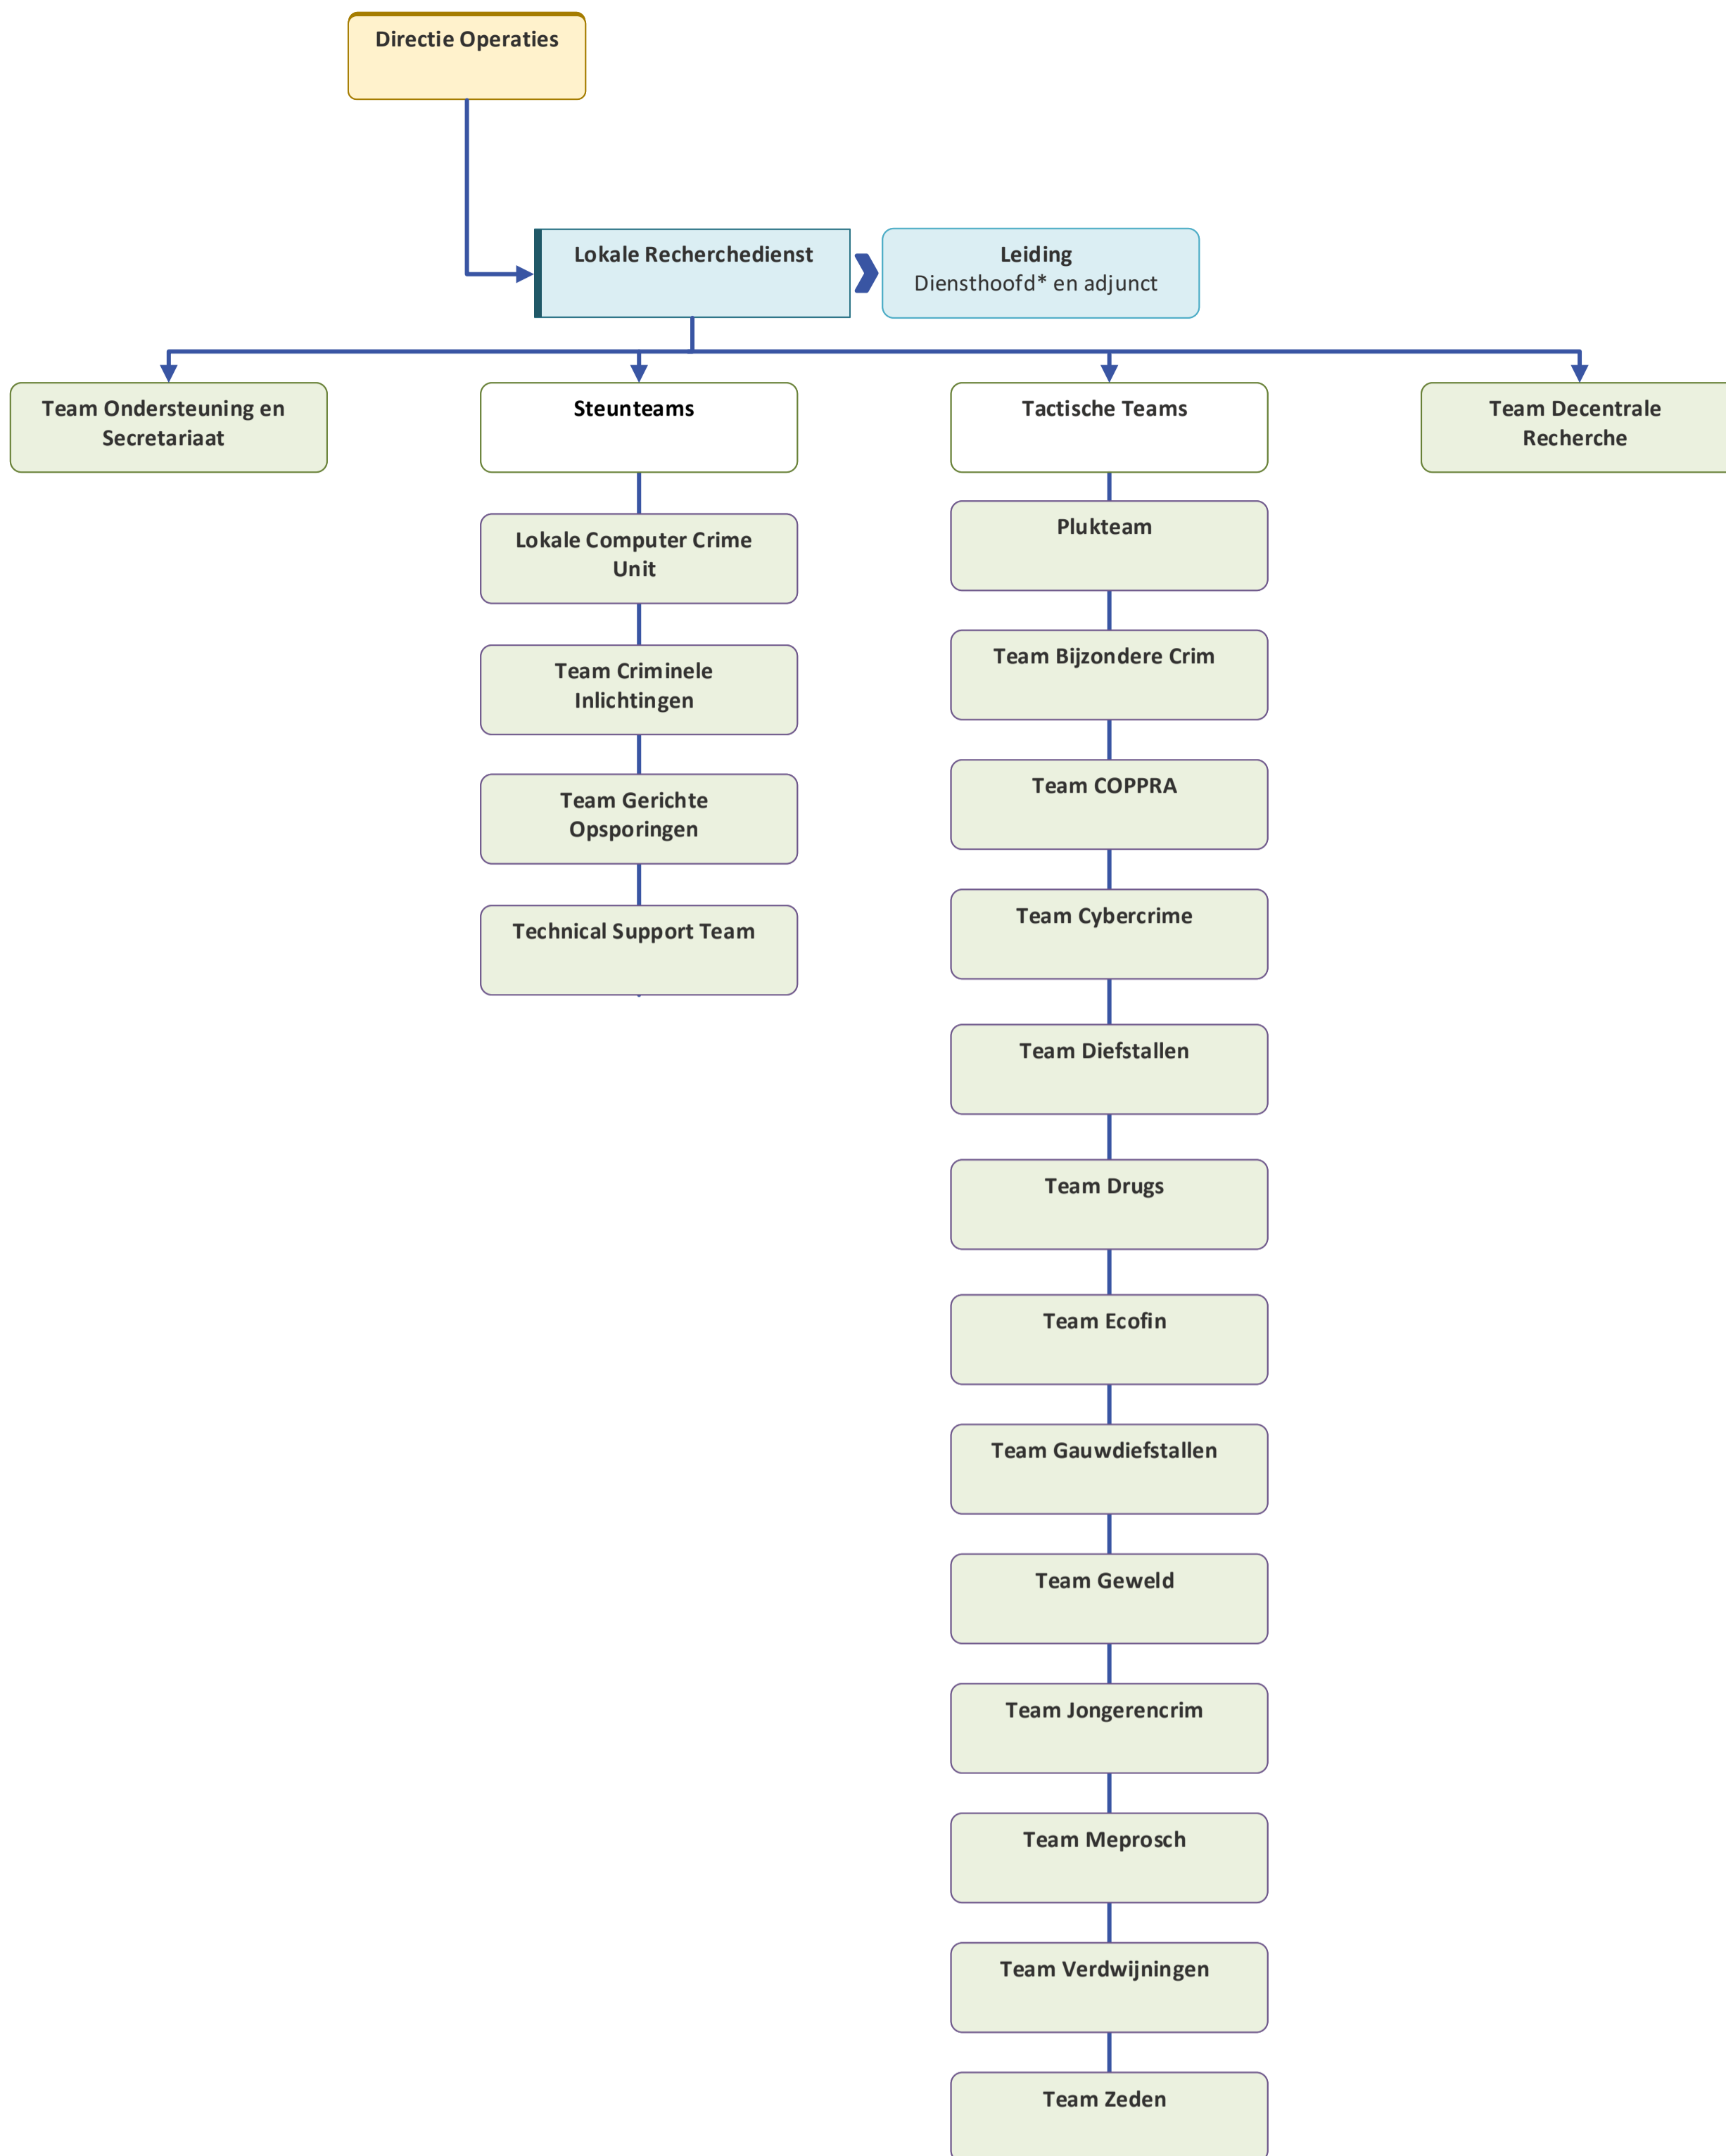 Directie Operaties
Lokale Recherchedienst
Leiding
Diensthoofd* en adjunct
Team Ondersteuning en
Secretariaat
Steunteams
Tactische Teams
Team Decentrale
Recherche
Lokale Computer Crime
Unit
Team Criminele
Inlichtingen
Team Gerichte
Opsporingen
Technical Support Team
Plukteam
Team Bijzondere Crim
Team COPPRA
Team Cybercrime
Team Diefstallen
Team Drugs
Team Ecofin
Team Gauwdiefstallen
Team Geweld
Team Jongerencrim
Team Meprosch
Team Verdwijningen
Team Zeden